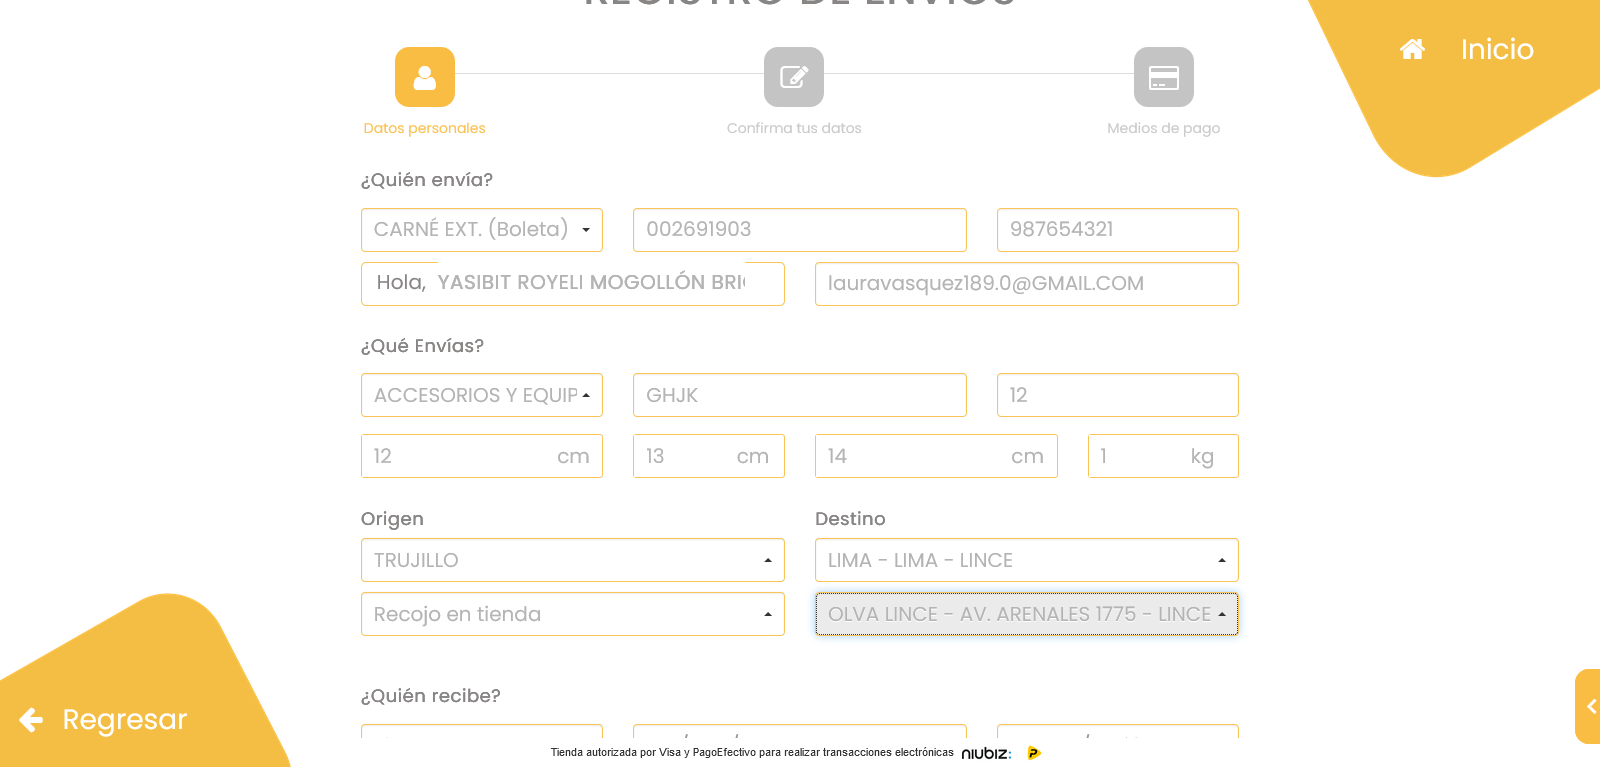 REGISTRO DE ENVÍOS
Inicio
Datos personales
Confirma tus datos
Medios de pago
¿Quién envía?
CARNÉ EXT. (Boleta)
002691903
987654321
Hola, YASIBIT ROYELI MOGOLLÓN BRI
lauravasquez189.0@GMAIL.COM
¿Qué Envías?
ACCESORIOS Y EQUIP
GHJK
12
12 cm
13 cm
14 cm
1 kg
Origen
Destino
TRUJILLO
LIMA - LIMA - LINCE
Recojo en tienda
OLVA LINCE - AV. ARENALES 1775 - LINCE
¿Quién recibe?
Regresar
Tienda autorizada por Visa y PagoEfectivo para realizar transacciones electrónicas niubiz: P